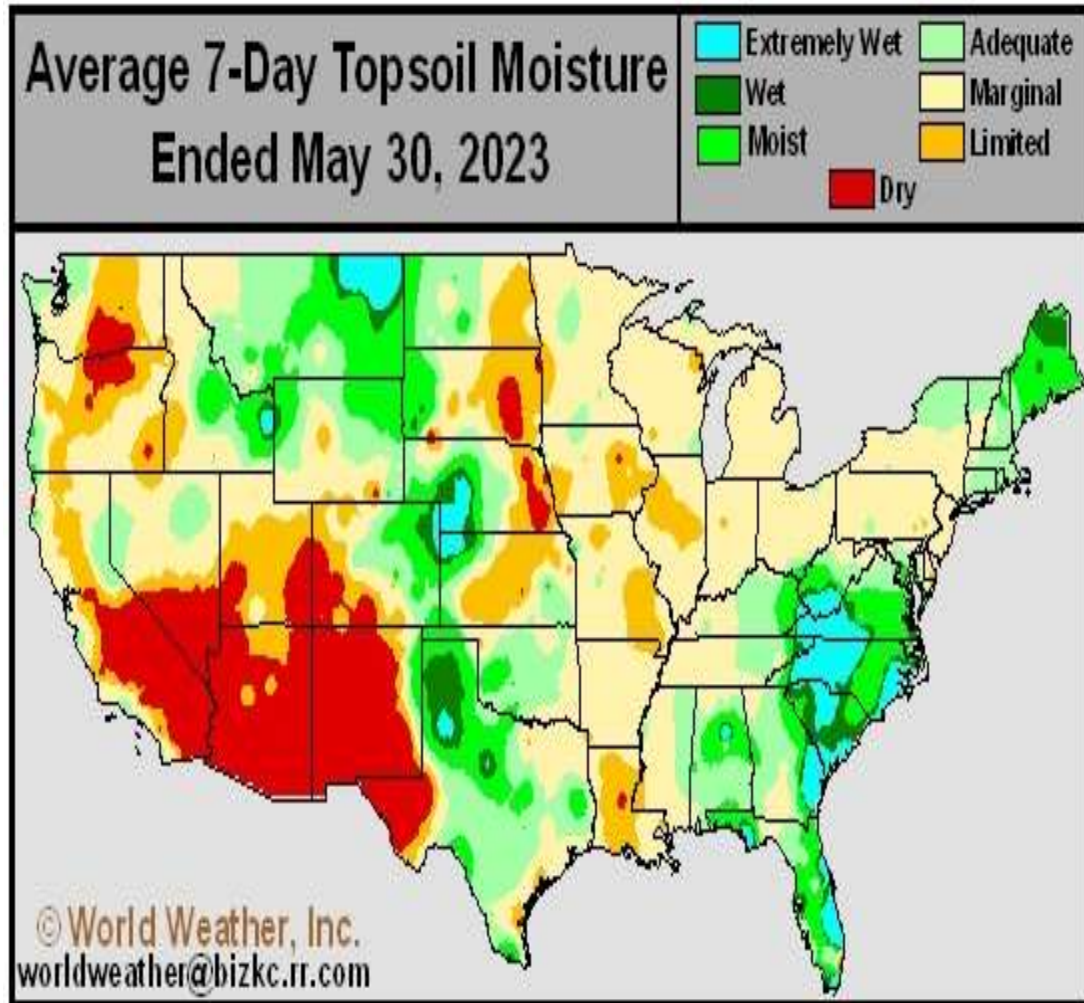 Average 7-Day Topsoil Moisture
Ended May 30, 2023
Extremely Wet
Adequate
Wet
Marginal
Moist
Limited
Dry
© World Weather, Inc.
worldweather@bizkc.rr.com